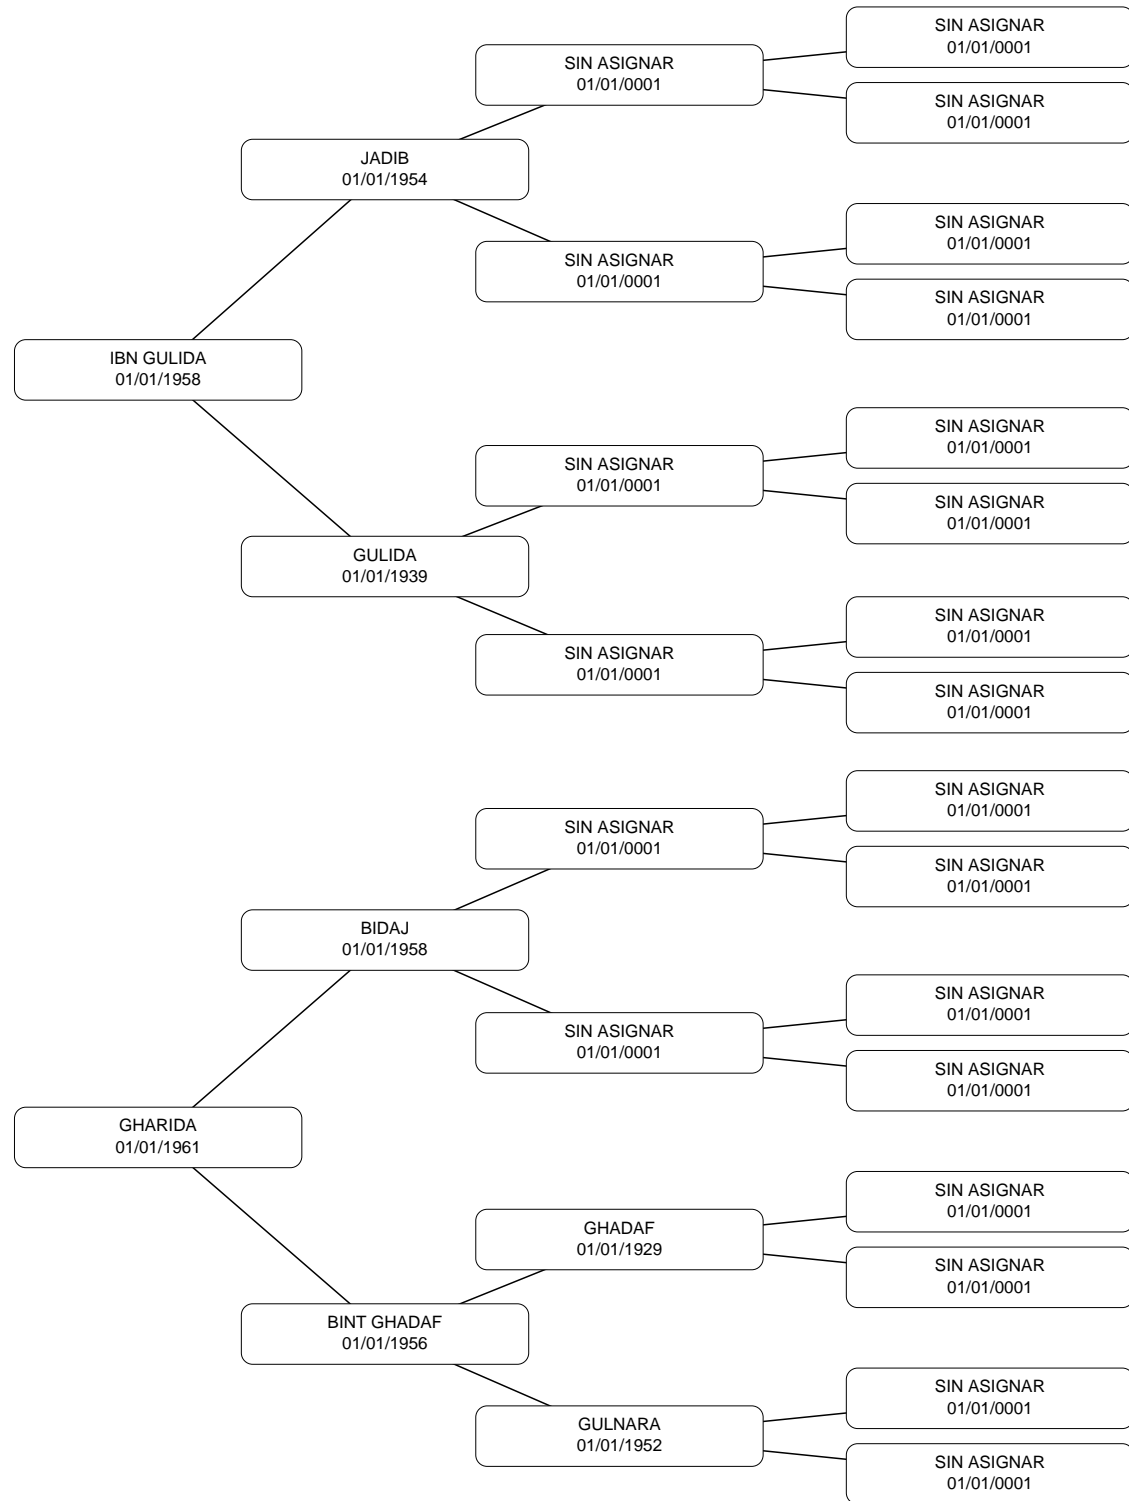 SIN ASIGNAR
01/01/0001
SIN ASIGNAR
01/01/0001
SIN ASIGNAR
01/01/0001
JADIB
01/01/1954
SIN ASIGNAR
01/01/0001
SIN ASIGNAR
01/01/0001
SIN ASIGNAR
01/01/0001
IBN GULIDA
01/01/1958
SIN ASIGNAR
01/01/0001
SIN ASIGNAR
01/01/0001
SIN ASIGNAR
01/01/0001
GULIDA
01/01/1939
SIN ASIGNAR
01/01/0001
SIN ASIGNAR
01/01/0001
SIN ASIGNAR
01/01/0001
SIN ASIGNAR
01/01/0001
SIN ASIGNAR
01/01/0001
SIN ASIGNAR
01/01/0001
BIDAJ
01/01/1958
SIN ASIGNAR
01/01/0001
SIN ASIGNAR
01/01/0001
SIN ASIGNAR
01/01/0001
GHARIDA
01/01/1961
SIN ASIGNAR
01/01/0001
GHADAF
01/01/1929
SIN ASIGNAR
01/01/0001
BINT GHADAF
01/01/1956
SIN ASIGNAR
01/01/0001
GULNARA
01/01/1952
SIN ASIGNAR
01/01/0001